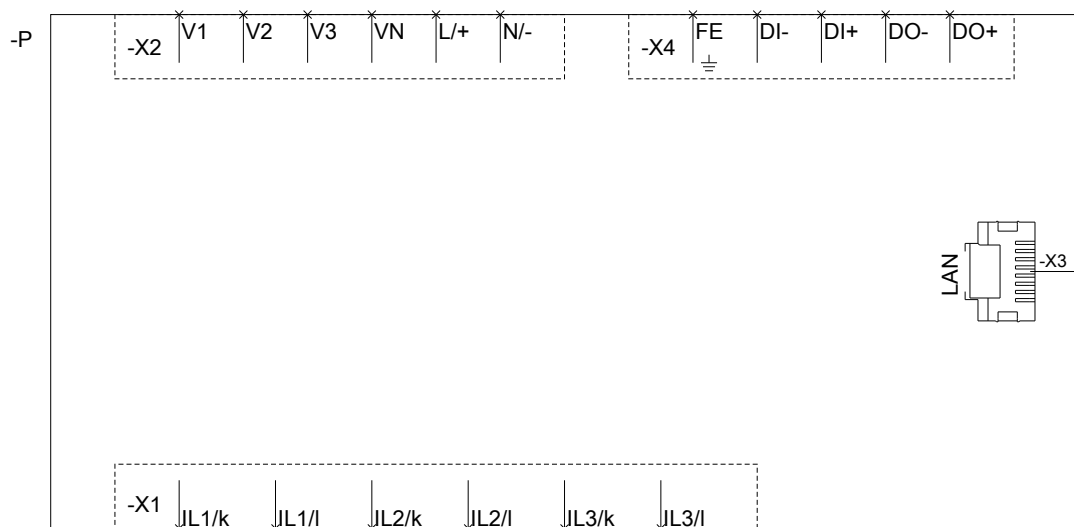 -P
-X2 V1 V2 V3 VN L/+ N/-
-X4 FE DI- DI+ DO- DO+
LAN
-X3
-X1 IL1/k IL1/l IL2/k IL2/l IL3/k IL3/l